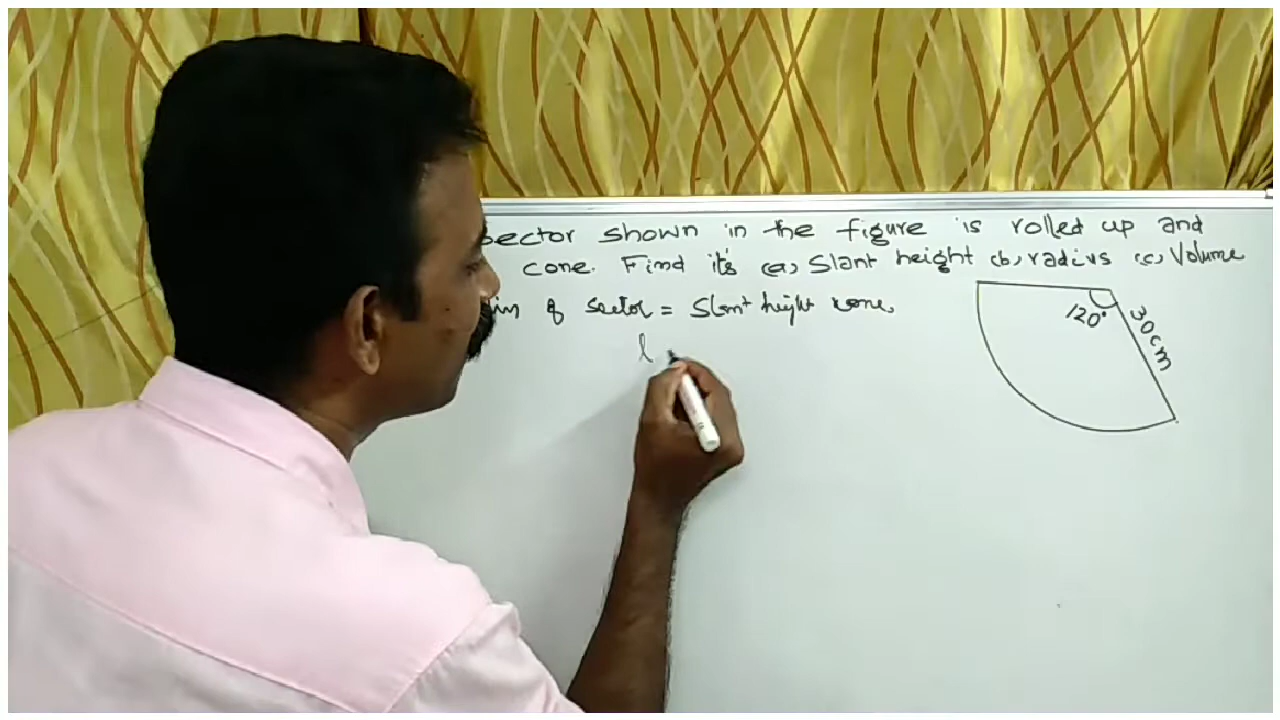 sector shown in the figure is rolled up and
cone. Find it's (a) Slant height (b) radius (c) Volume
of sector = Slant height cone
l
120°
30cm